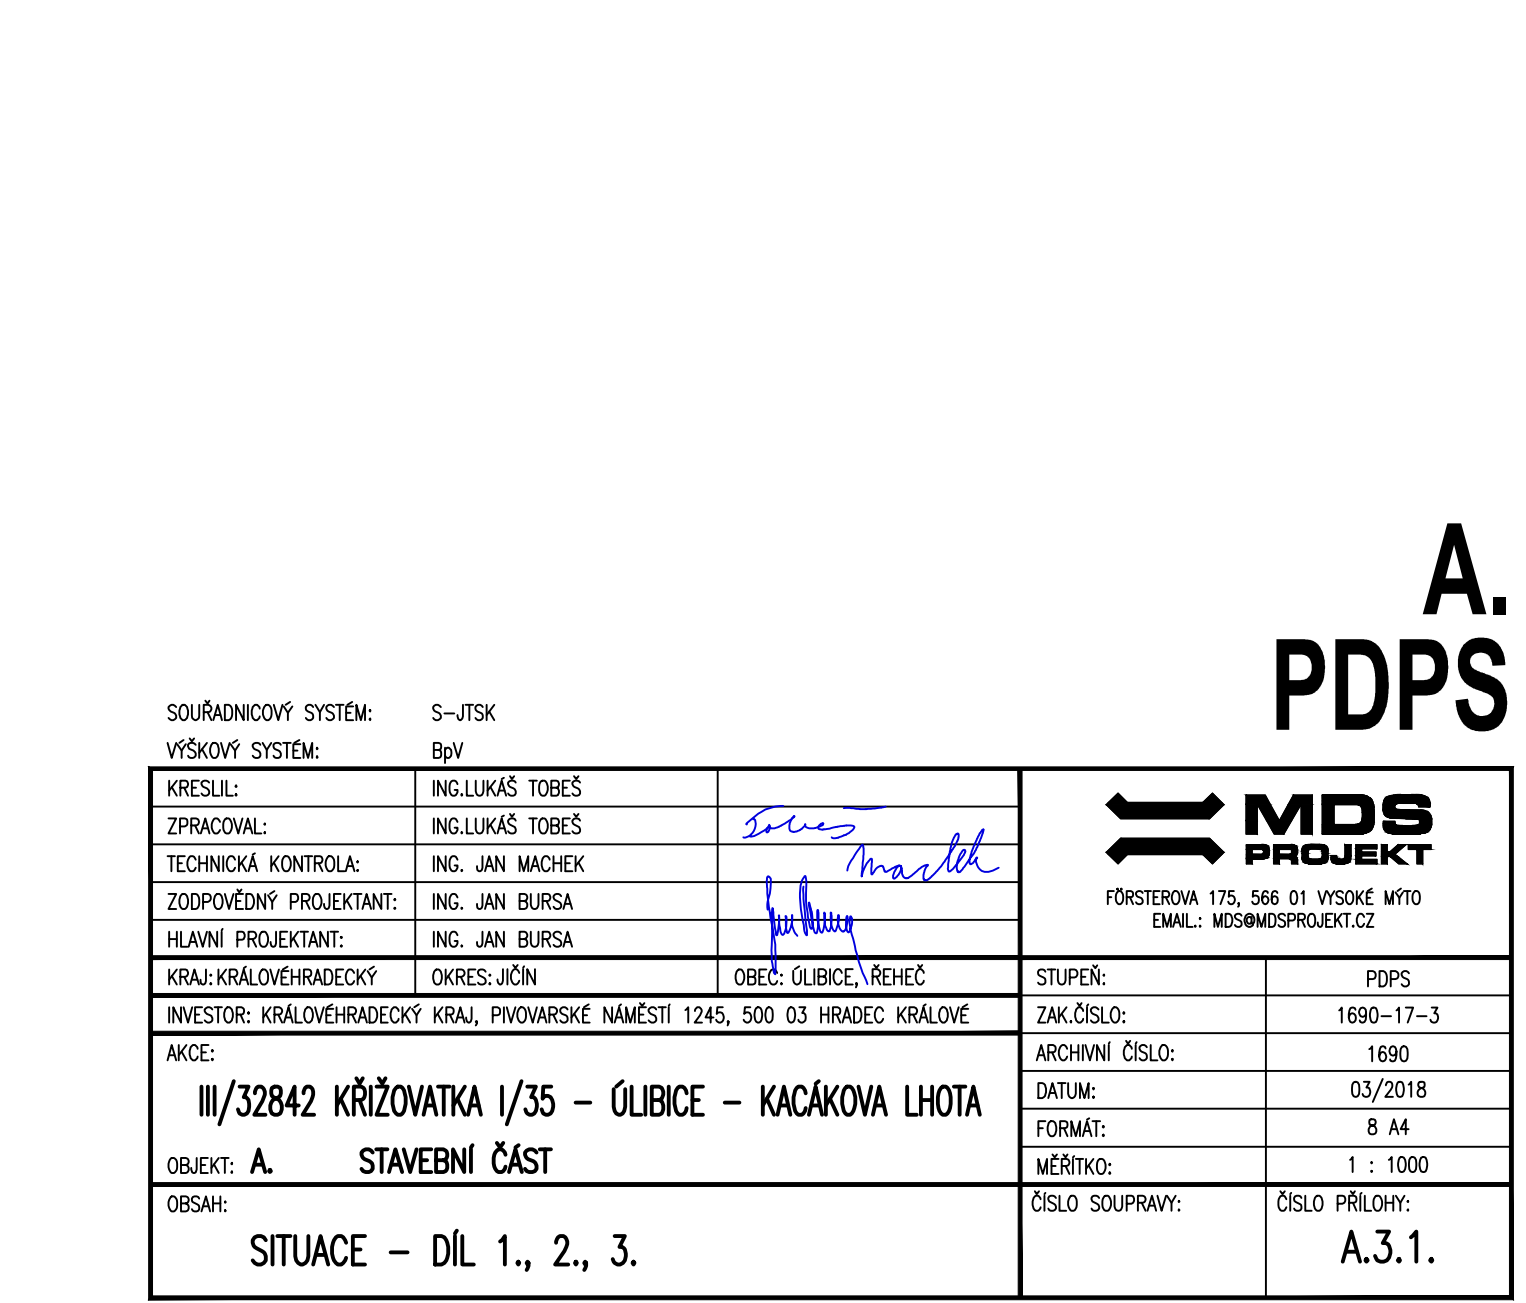 A.
PDPS
SOUŘADNICOVÝ SYSTÉM: S-JTSK
VÝŠKOVÝ SYSTÉM: BpV
KRESLIL: ING.LUKÁŠ TOBEŠ
ZPRACOVAL: ING.LUKÁŠ TOBEŠ
Tobeš
TECHNICKÁ KONTROLA: ING. JAN MACHEK
Machek
ZODPOVĚDNÝ PROJEKTANT: ING. JAN BURSA
HLAVNÍ PROJEKTANT: ING. JAN BURSA
MDS
PROJEKT
FÖRSTEROVA 175, 566 01 VYSOKÉ MÝTO
EMAIL.: MDS@MDSPROJEKT.CZ
KRAJ: KRÁLOVÉHRADECKÝ OKRES: JIČÍN OBEC: ÚLIBICE, ŘEHEČ
INVESTOR: KRÁLOVÉHRADECKÝ KRAJ, PIVOVARSKÉ NÁMĚSTÍ 1245, 500 03 HRADEC KRÁLOVÉ
AKCE:
III/32842 KŘIŽOVATKA I/35 – ÚLIBICE – KACÁKOVA LHOTA
OBJEKT: A. STAVEBNÍ ČÁST
OBSAH:
SITUACE – DÍL 1., 2., 3.
STUPEŇ: PDPS
ZAK.ČÍSLO: 1690-17-3
ARCHIVNÍ ČÍSLO: 1690
DATUM: 03/2018
FORMÁT: 8 A4
MĚŘÍTKO: 1 : 1000
ČÍSLO SOUPRAVY:
ČÍSLO PŘÍLOHY:
A.3.1.